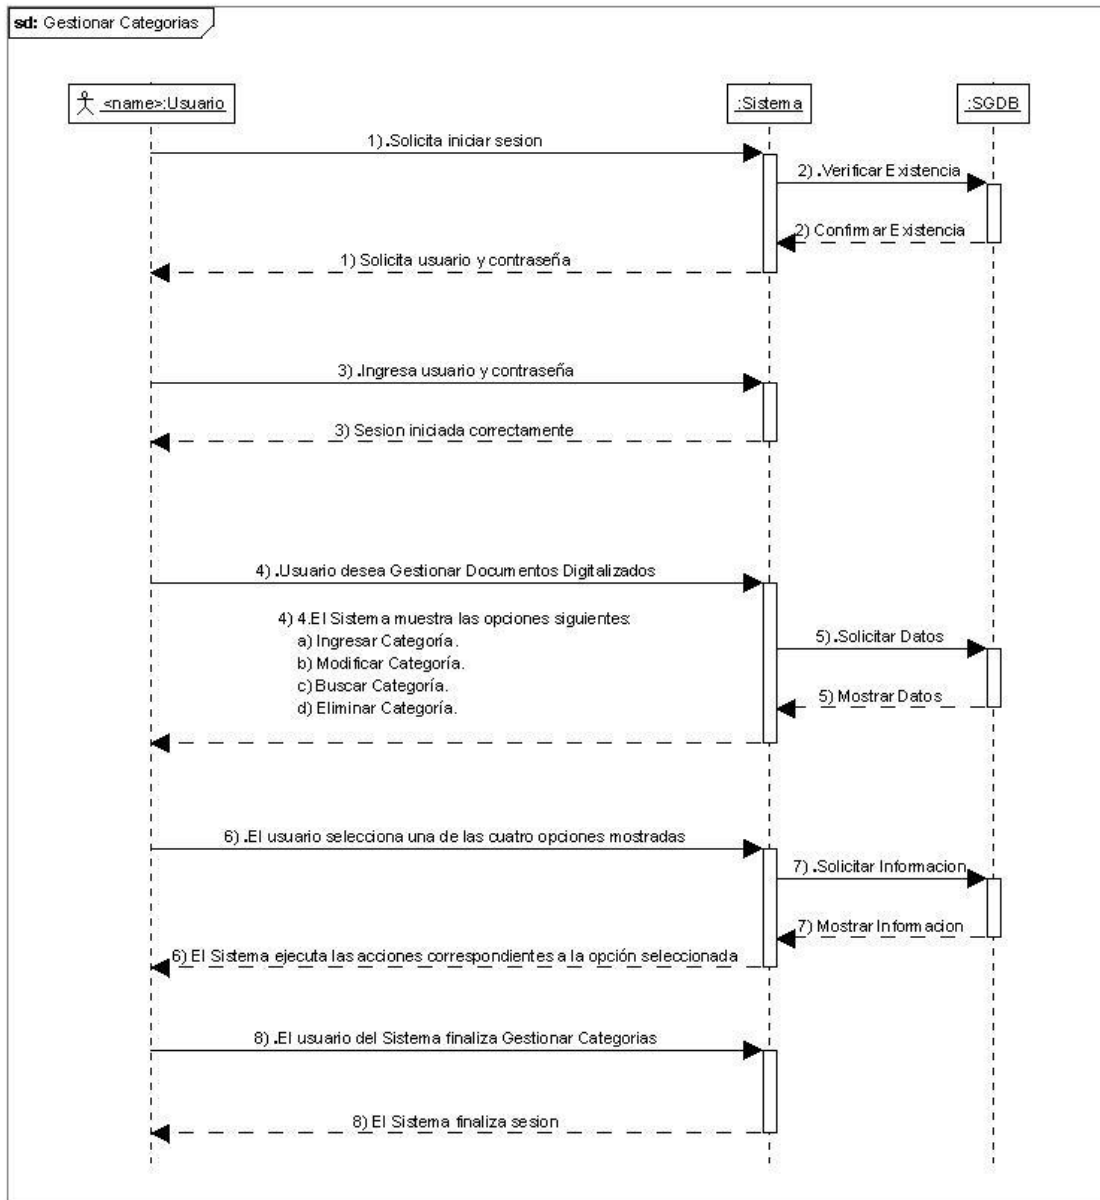 sd: Gestionar Categorias
<name>:Usuario
:Sistema
:SGDB
1) .Solicita iniciar sesion
2) .Verificar Existencia
2) Confirmar Existencia
1) Solicita usuario y contraseña
3) .Ingresa usuario y contraseña
3) Sesion iniciada correctamente
4) .Usuario desea Gestionar Documentos Digitalizados
4) 4.El Sistema muestra las opciones siguientes:
a) Ingresar Categoría.
b) Modificar Categoría.
c) Buscar Categoría.
d) Eliminar Categoría.
5) .Solicitar Datos
5) Mostrar Datos
6) .El usuario selecciona una de las cuatro opciones mostradas
7) .Solicitar Informacion
7) Mostrar Informacion
6) El Sistema ejecuta las acciones correspondientes a la opción seleccionada
8) .El usuario del Sistema finaliza Gestionar Categorias
8) El Sistema finaliza sesion